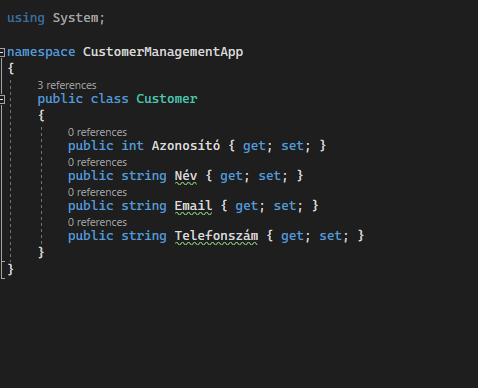 using System;
namespace CustomerManagementApp
{
3 references
public class Customer
{
0 references
public int Azonosító { get; set; }
0 references
public string Név { get; set; }
0 references
public string Email { get; set; }
0 references
public string Telefonszám { get; set; }
}
}